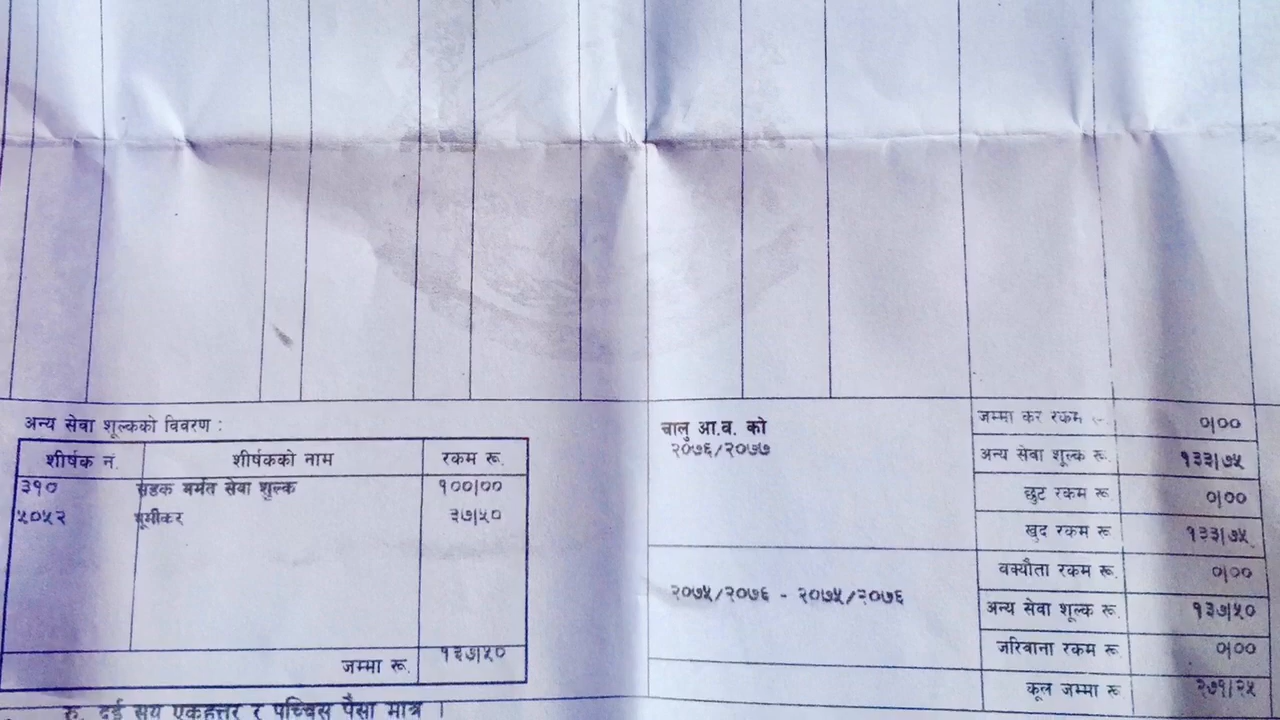 अन्य सेवा शूल्कको विवरण :
शीर्षक नं. शीर्षकको नाम रकम रू.
३१० सडक मर्मत सेवा शुल्क १००|००
५०५२ भूमीकर ३७|५०
जम्मा रू. १३७|५०
चालु आ.व. को
२०७६/२०७७
२०७५/२०७६ - २०७५/२०७६
जम्मा कर रकम ०|००
अन्य सेवा शूल्क रू. १३३|७५
छुट रकम रू ०|००
खुद रकम रू १३३|७५
वक्यौता रकम रू. ०|००
अन्य सेवा शूल्क रू. १३७|५०
जरिवाना रकम रू. ०|००
कूल जम्मा रू २७१|२५
रु. दुई सय एकहत्तर र पच्चिस पैसा मात्र ।